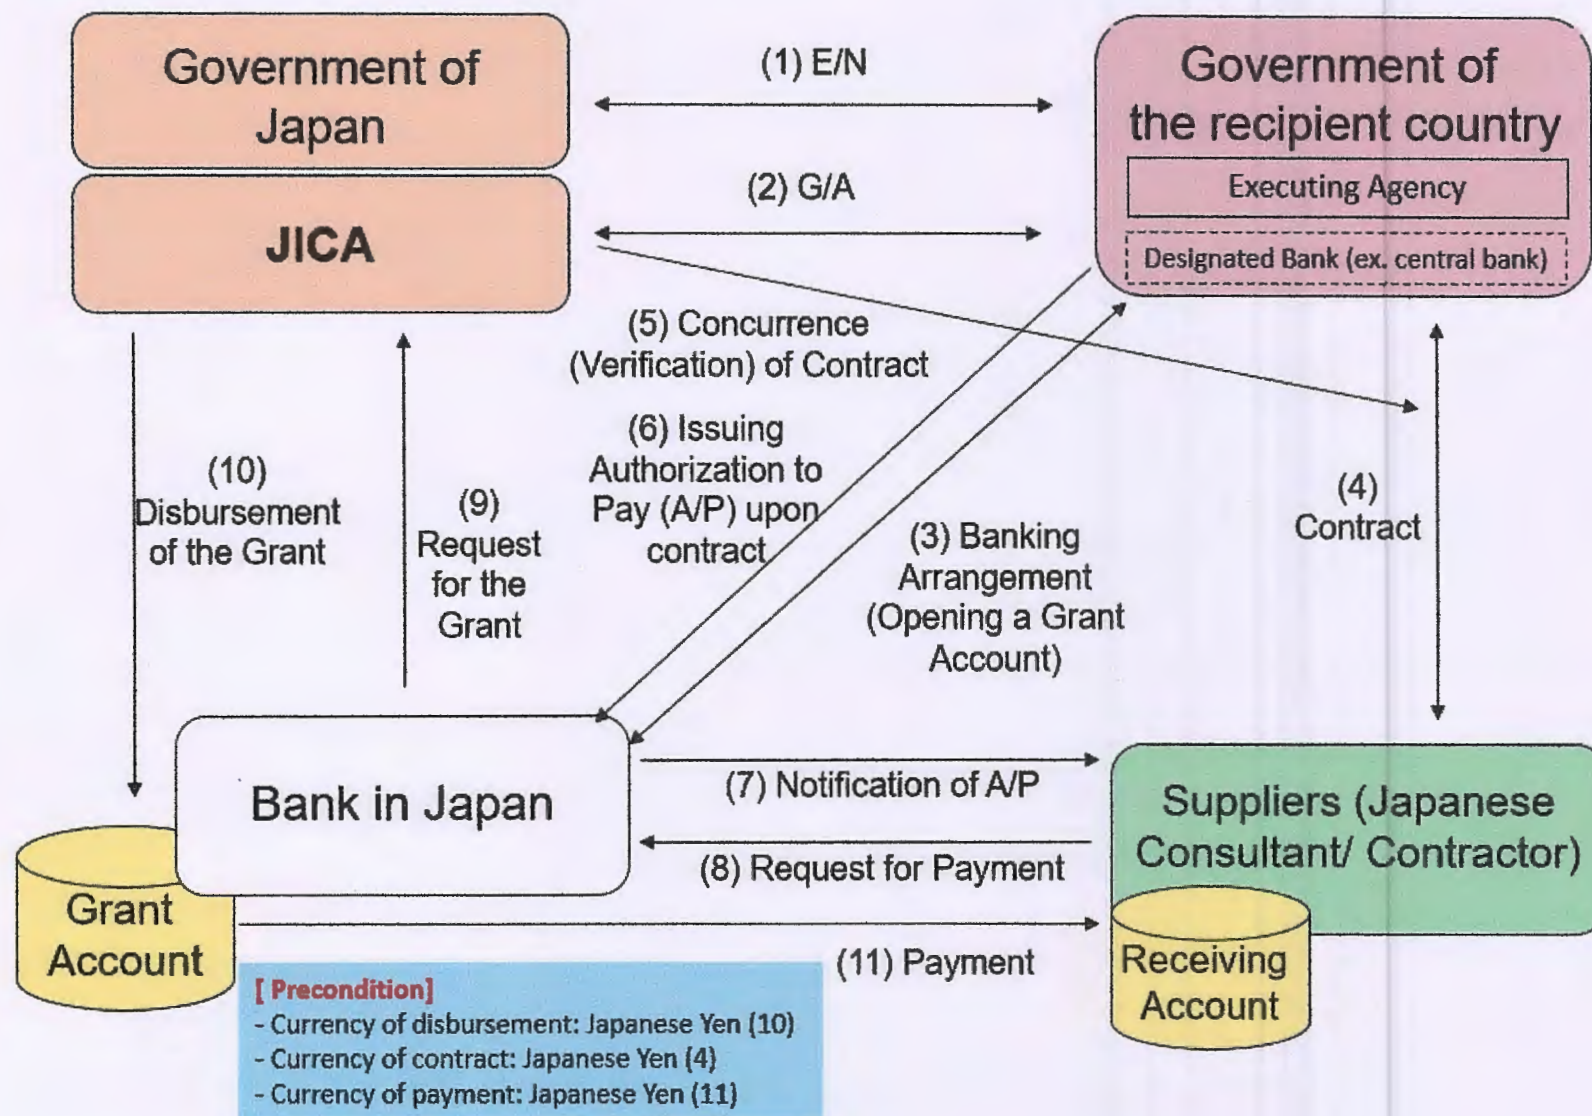 Government of
Japan
JICA
(1) E/N
(2) G/A
Government of
the recipient country
Executing Agency
Designated Bank (ex. central bank)
(5) Concurrence
(Verification) of Contract
(6) Issuing
Authorization to
Pay (A/P) upon
contract
(10)
Disbursement
of the Grant
(9)
Request
for the
Grant
(3) Banking
Arrangement
(Opening a Grant
Account)
(4)
Contract
Bank in Japan
(7) Notification of A/P
(8) Request for Payment
Suppliers (Japanese
Consultant/ Contractor)
Grant
Account
(11) Payment
Receiving
Account
[ Precondition]
- Currency of disbursement: Japanese Yen (10)
- Currency of contract: Japanese Yen (4)
- Currency of payment: Japanese Yen (11)